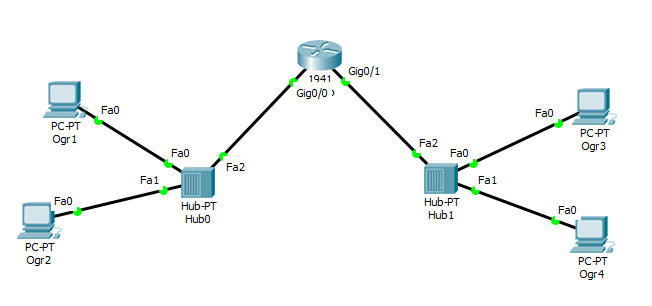 Gig0/1
1941
Gig0/0
Fa0
PC-PT
Ogr1
Fa0
Fa1
Fa2
Hub-PT
Hub0
Fa0
PC-PT
Ogr2
Fa2
Fa0
Fa1
Hub-PT
Hub1
Fa0
PC-PT
Ogr3
Fa0
PC-PT
Ogr4